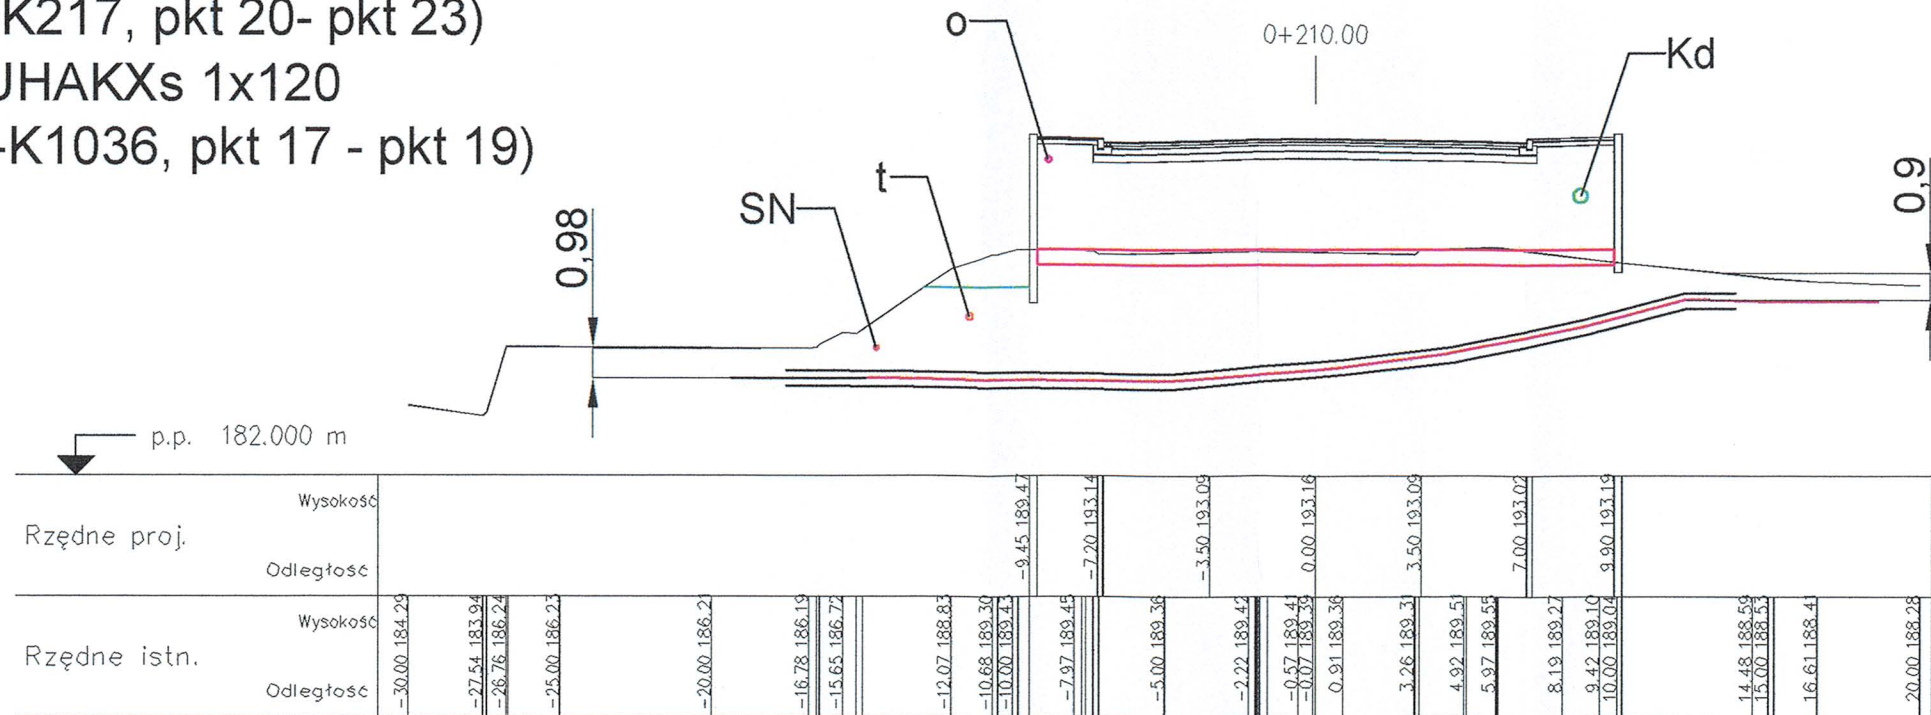 K217, pkt 20- pkt 23)
UHAKXs 1x120
-K1036, pkt 17 - pkt 19)
o
0+210.00
Kd
t
SN
0,98
0,9
p.p. 182.000 m
Rzędne proj.
Wysokość
Odległość
-9.45 189.47
-7.20 193.14
-3.50 193.09
0.00 193.16
3.50 193.09
7.00 193.02
9.90 193.19
Rzędne istn.
Wysokość
Odległość
-30.00 184.29
-27.54 183.94
-26.76 186.24
-25.00 186.23
-20.00 186.21
-16.78 186.19
-15.65 186.72
-12.07 188.83
-10.68 189.30
-10.00 189.43
-7.97 189.45
-5.00 189.36
-2.22 189.42
-0.57 189.41
-0.07 189.39
0.91 189.36
3.26 189.31
4.92 189.51
5.97 189.55
8.19 189.27
9.42 189.10
10.00 189.04
14.48 188.59
15.00 188.53
16.61 188.41
20.00 188.28